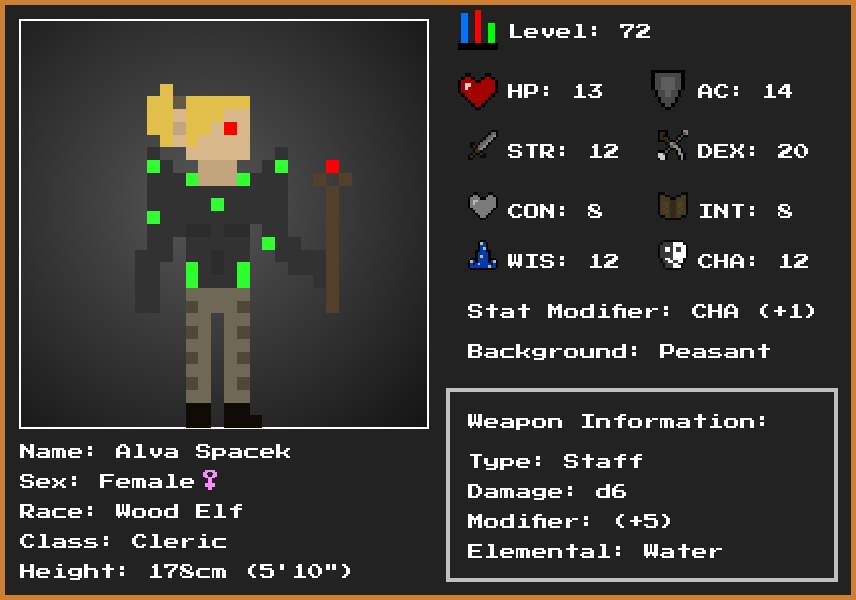 Level: 72
HP: 13 AC: 14
STR: 12 DEX: 20
CON: 8 INT: 8
WIS: 12 CHA: 12
Stat Modifier: CHA (+1)
Background: Peasant
Weapon Information:
Type: Staff
Damage: d6
Modifier: (+5)
Elemental: Water
Name: Alva Spacek
Sex: Female♀
Race: Wood Elf
Class: Cleric
Height: 178cm (5'10")